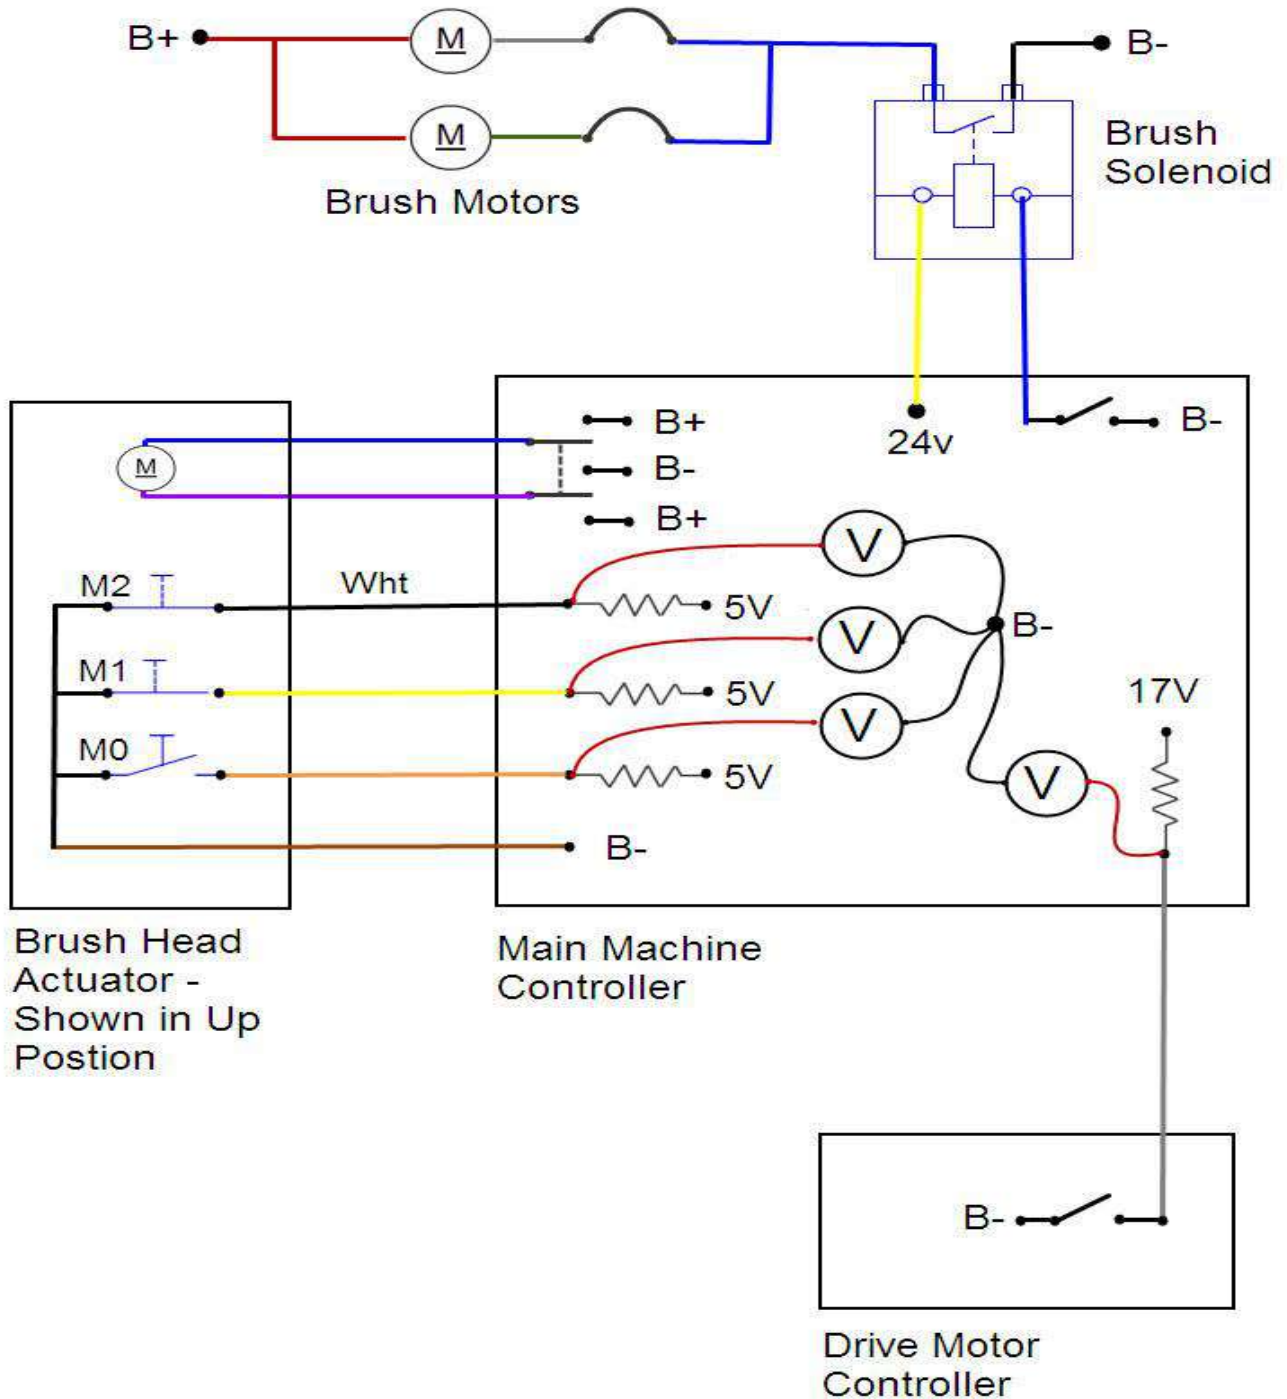 B+
M
B-
M
Brush Motors
Brush
Solenoid
B+
24v
B-
M
B-
B+
V
M2
Wht
5V
V
B-
M1
5V
17V
V
M0
5V
V
B-
Brush Head
Actuator -
Shown in Up
Postion
Main Machine
Controller
B-
Drive Motor
Controller